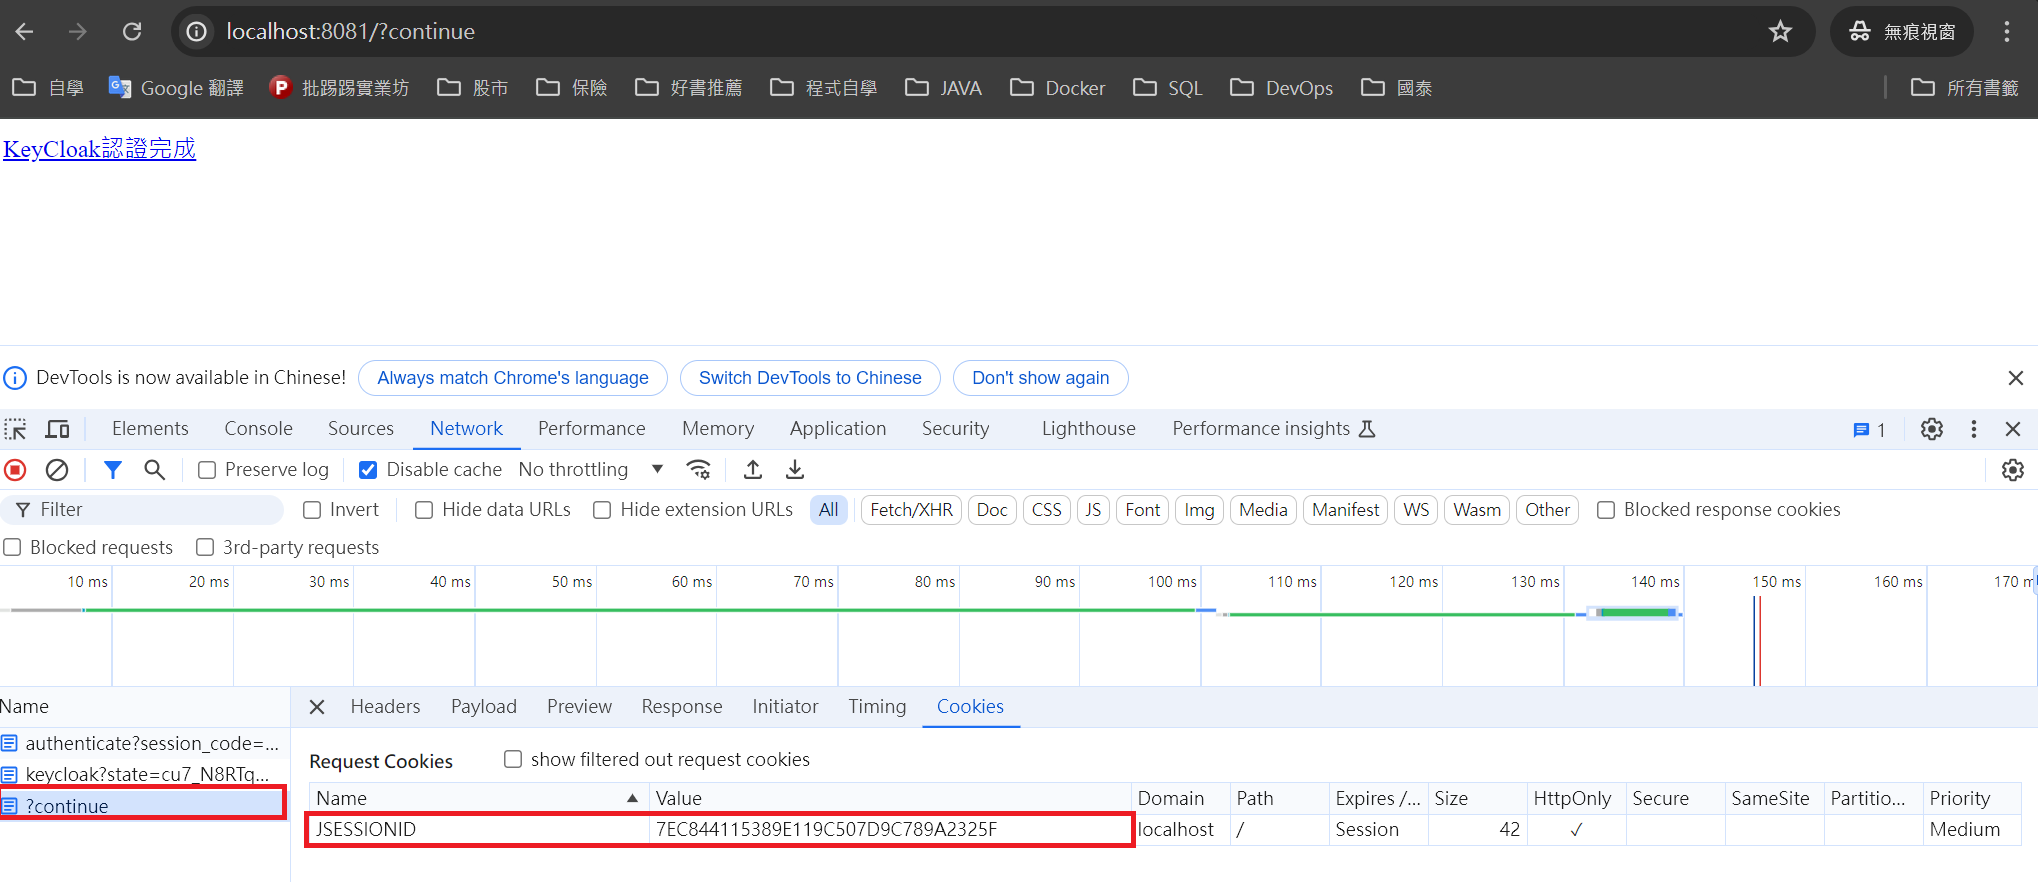 localhost:8081/?continue
無痕視窗
自學 Google 翻譯 批踢踢實業坊 股市 保險 好書推薦 程式自學 JAVA Docker SQL DevOps 國泰 所有書籤
KeyCloak認證完成
DevTools is now available in Chinese! Always match Chrome's language Switch DevTools to Chinese Don't show again
Elements Console Sources Network Performance Memory Application Security Lighthouse Performance insights 1
Preserve log Disable cache No throttling
Filter Invert Hide data URLs Hide extension URLs All Fetch/XHR Doc CSS JS Font Img Media Manifest WS Wasm Other Blocked response cookies
Blocked requests 3rd-party requests
10 ms 20 ms 30 ms 40 ms 50 ms 60 ms 70 ms 80 ms 90 ms 100 ms 110 ms 120 ms 130 ms 140 ms 150 ms 160 ms 170 m
Name
Headers Payload Preview Response Initiator Timing Cookies
authenticate?session_code=...
keycloak?state=cu7_N8RTq...
?continue
Request Cookies show filtered out request cookies
Name Value Domain Path Expires /... Size HttpOnly Secure SameSite Partitio... Priority
JSESSIONID 7EC844115389E119C507D9C789A2325F localhost / Session 42 ✓ Medium